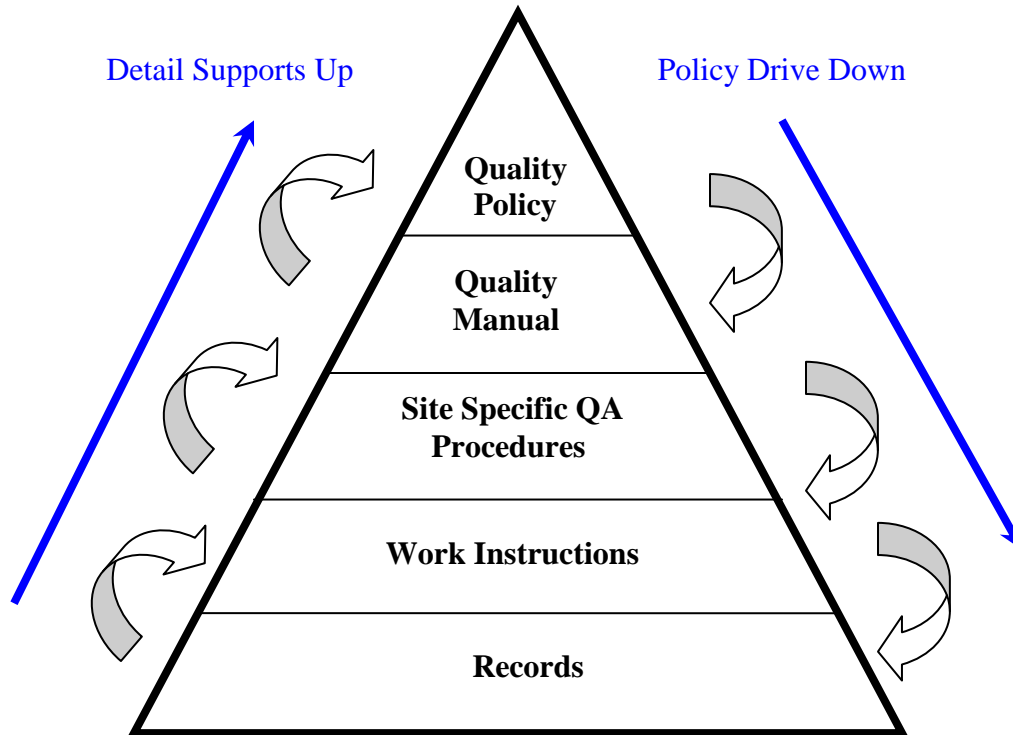 Detail Supports Up
Policy Drive Down
Quality
Policy
Quality
Manual
Site Specific QA
Procedures
Work Instructions
Records